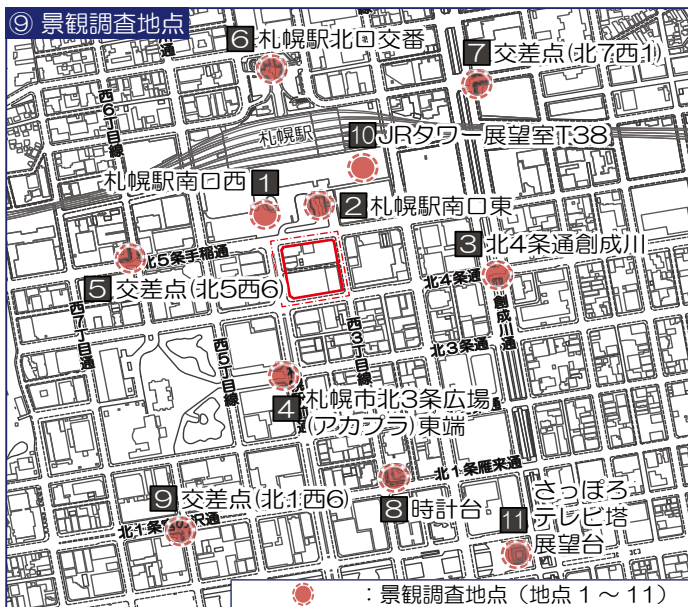 ⑨ 景観調査地点
6 札幌駅北口交番
7 交差点(北7西1)
西6丁目線
札幌駅
10 JRタワー展望室T38
札幌駅南口西 1
2 札幌駅南口東
3 北4条通創成川
北5条手稲通
北4条通
創成川通
5 交差点(北5西6)
西7丁目通
西5丁目線
西3丁目線
北3条通
4 札幌市北3条広場
(アカプラ)東端
北1条雁来通
9 交差点(北1西6)
8 時計台
11 さっぽろ
テレビ塔
展望台
：景観調査地点（地点１～11）